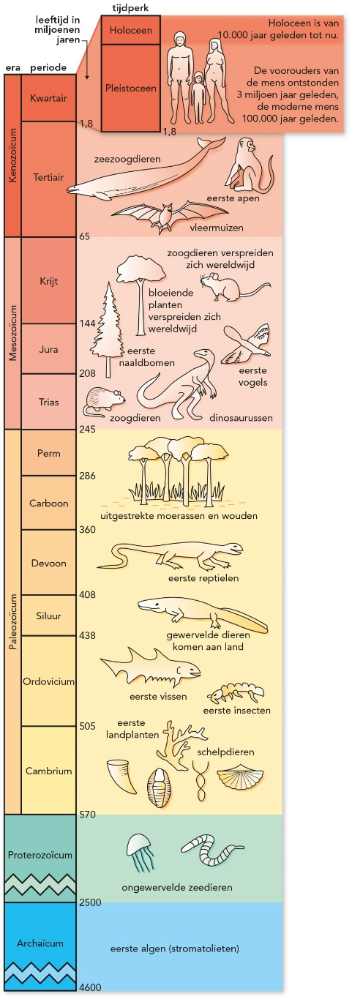 tijdperk
leeftijd in
miljoenen
jaren
Holoceen
Holoceen is van
10.000 jaar geleden tot nu.
era
periode
Pleistoceen
De voorouders van
de mens ontstonden
3 miljoen jaar geleden,
de moderne mens
100.000 jaar geleden.
Kwartair
1,8
1,8
Kenozoïcum
Tertiair
zeezoogdieren
eerste apen
vleermuizen
65
Mesozoïcum
Krijt
zoogdieren verspreiden
zich wereldwijd
bloeiende
planten
verspreiden zich
wereldwijd
144
Jura
eerste
naaldbomen
eerste
vogels
208
Trias
zoogdieren
dinosaurussen
245
Paleozoïcum
Perm
286
Carboon
uitgestrekte moerassen en wouden
360
Devoon
eerste reptielen
408
Siluur
gewervelde dieren
komen aan land
438
Ordovicium
eerste vissen
eerste insecten
505
eerste
landplanten
schelpdieren
Cambrium
570
Proterozoïcum
ongewervelde zeedieren
2500
Archaïcum
eerste algen (stromatolieten)
4600